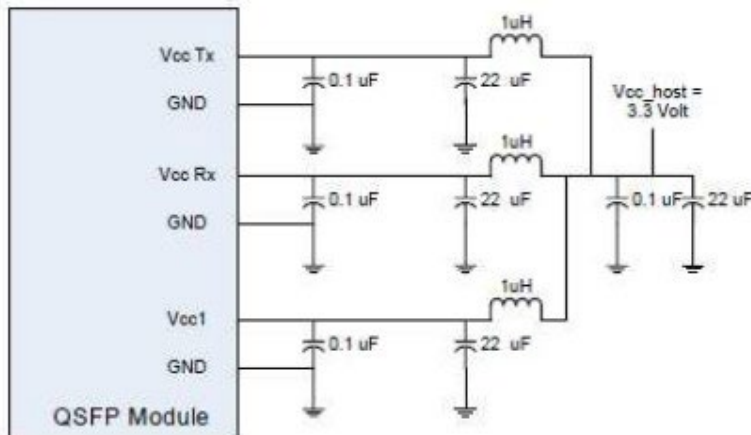 1uH
Vcc Tx
0.1 uF
22 uF
GND
Vcc_host =
3.3 Volt
1uH
Vcc Rx
0.1 uF
22 uF
0.1 uF
22 uF
GND
1uH
Vcc1
0.1 uF
22 uF
GND
QSFP Module